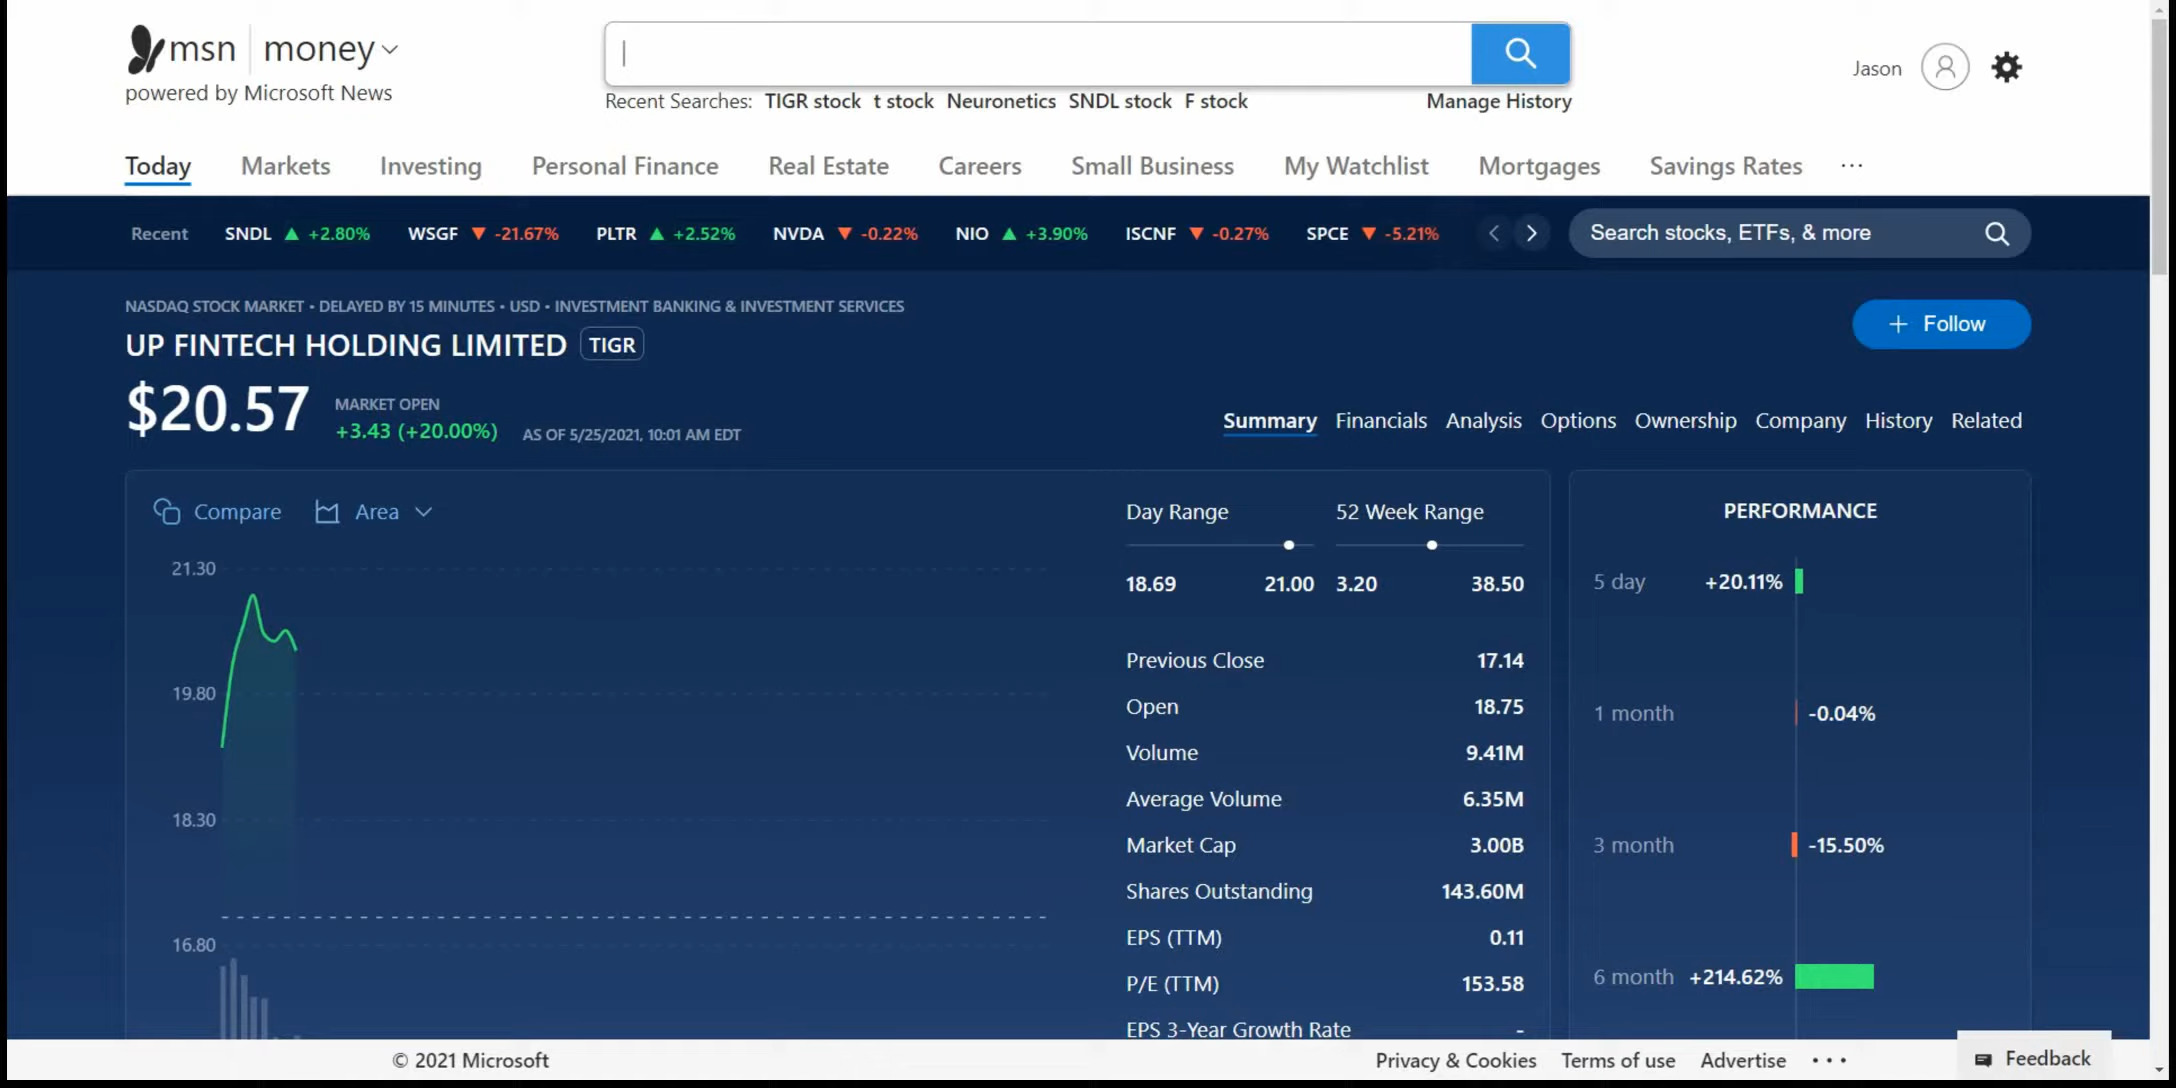 msn money
powered by Microsoft News
Recent Searches: TIGR stock t stock Neuronetics SNDL stock F stock Manage History
Jason
Today Markets Investing Personal Finance Real Estate Careers Small Business My Watchlist Mortgages Savings Rates ...
Recent SNDL ▲ +2.80% WSGF ▼ -21.67% PLTR ▲ +2.52% NVDA ▼ -0.22% NIO ▲ +3.90% ISCNF ▼ -0.27% SPCE ▼ -5.21% Search stocks, ETFs, & more
NASDAQ STOCK MARKET • DELAYED BY 15 MINUTES • USD • INVESTMENT BANKING & INVESTMENT SERVICES
UP FINTECH HOLDING LIMITED TIGR
+ Follow
$20.57
MARKET OPEN
+3.43 (+20.00%) AS OF 5/25/2021, 10:01 AM EDT
Summary Financials Analysis Options Ownership Company History Related
Compare Area
21.30
19.80
18.30
16.80
Day Range 52 Week Range
18.69 21.00 3.20 38.50
Previous Close 17.14
Open 18.75
Volume 9.41M
Average Volume 6.35M
Market Cap 3.00B
Shares Outstanding 143.60M
EPS (TTM) 0.11
P/E (TTM) 153.58
EPS 3-Year Growth Rate -
PERFORMANCE
5 day +20.11%
1 month -0.04%
3 month -15.50%
6 month +214.62%
© 2021 Microsoft Privacy & Cookies Terms of use Advertise ... Feedback